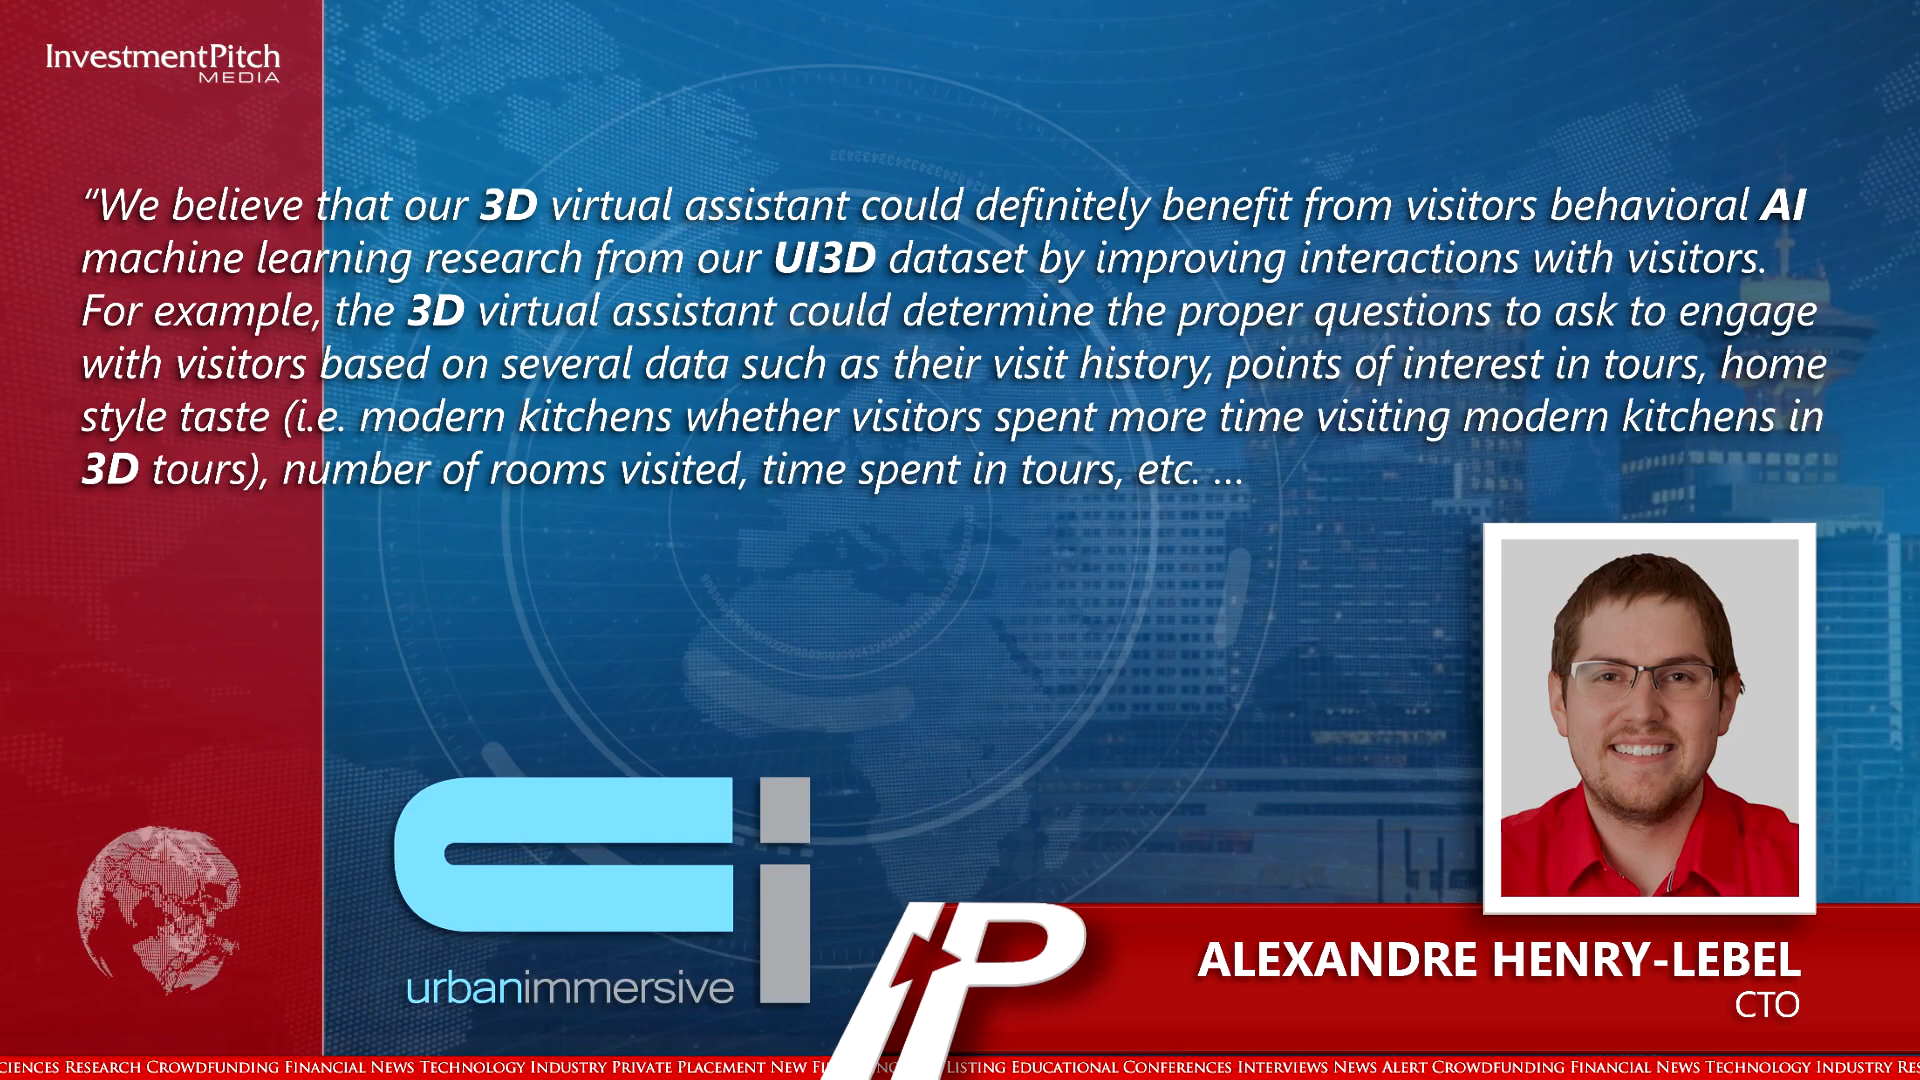 InvestmentPitch
MEDIA
“We believe that our 3D virtual assistant could definitely benefit from visitors behavioral AI
machine learning research from our UI3D dataset by improving interactions with visitors.
For example, the 3D virtual assistant could determine the proper questions to ask to engage
with visitors based on several data such as their visit history, points of interest in tours, home
style taste (i.e. modern kitchens whether visitors spent more time visiting modern kitchens in
3D tours), number of rooms visited, time spent in tours, etc. ...
ui
urbanimmersive
IP
ALEXANDRE HENRY-LEBEL
CTO
RESEARCH CROWDFUNDING FINANCIAL NEWS TECHNOLOGY INDUSTRY PRIVATE PLACEMENT NEW LISTING EDUCATIONAL CONFERENCES INTERVIEWS NEWS ALERT CROWDFUNDING FINANCIAL NEWS TECHNOLOGY INDUSTRY